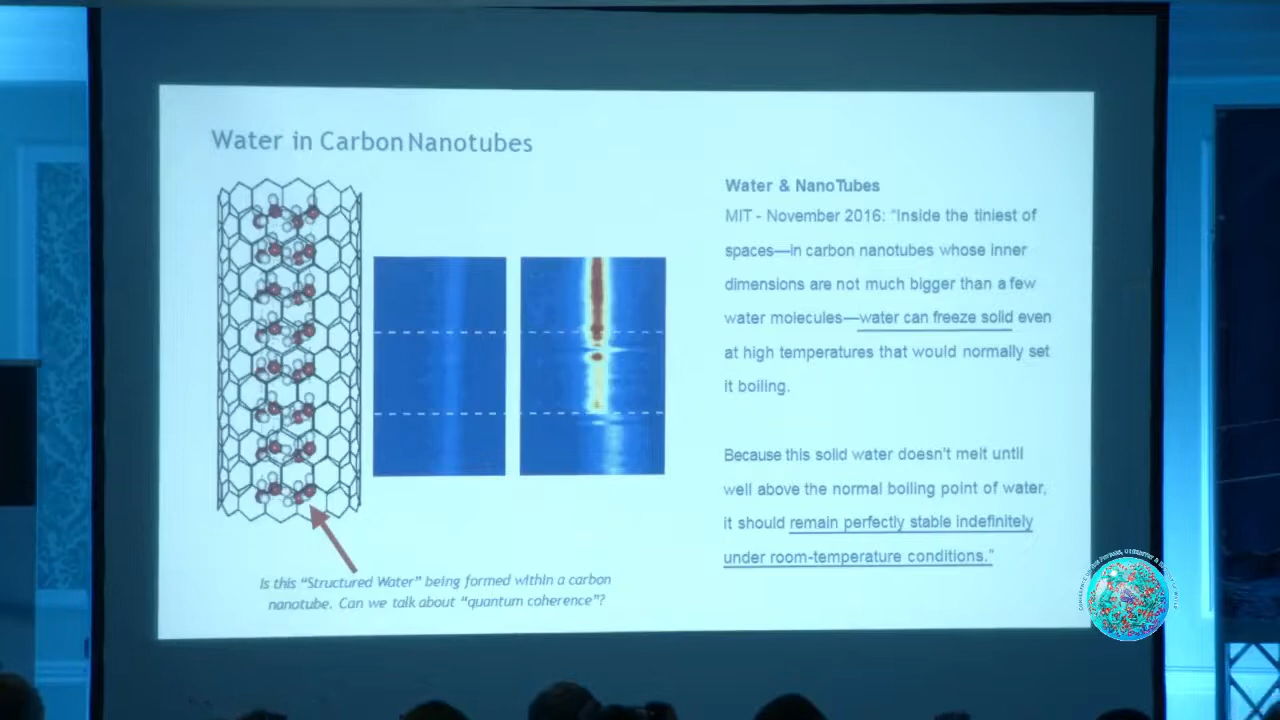 Water in Carbon Nanotubes
Water & NanoTubes
MIT - November 2016: "Inside the tiniest of
spaces—in carbon nanotubes whose inner
dimensions are not much bigger than a few
water molecules—water can freeze solid even
at high temperatures that would normally set
it boiling.
Because this solid water doesn't melt until
well above the normal boiling point of water,
it should remain perfectly stable indefinitely
under room-temperature conditions."
Is this "Structured Water" being formed within a carbon
nanotube. Can we talk about "quantum coherence"?